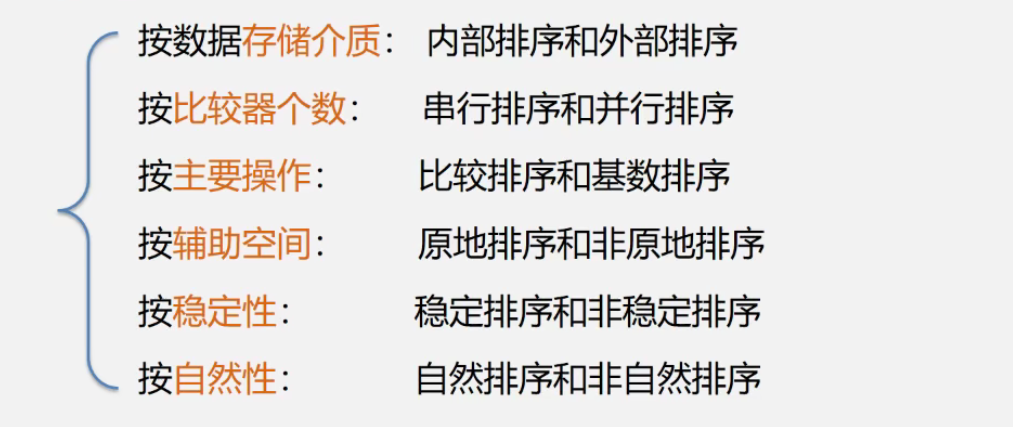 按数据存储介质： 内部排序和外部排序
按比较器个数： 串行排序和并行排序
按主要操作： 比较排序和基数排序
按辅助空间： 原地排序和非原地排序
按稳定性： 稳定排序和非稳定排序
按自然性： 自然排序和非自然排序